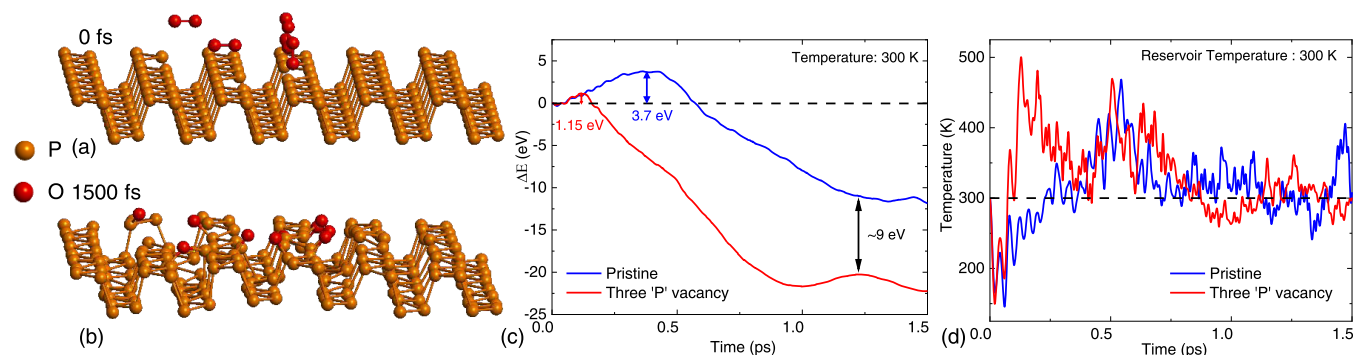 0 fs
P (a)
O 1500 fs
(b)
Temperature: 300 K
3.7 eV
1.15 eV
~9 eV
Pristine
Three 'P' vacancy
ΔE (eV)
5
0
-5
-10
-15
-20
-25
0.0 0.5 1.0 1.5
Time (ps)
(c)
Reservoir Temperature : 300 K
Pristine
Three 'P' vacancy
Temperature (K)
500
400
300
200
0.0 0.5 1.0 1.5
Time (ps)
(d)